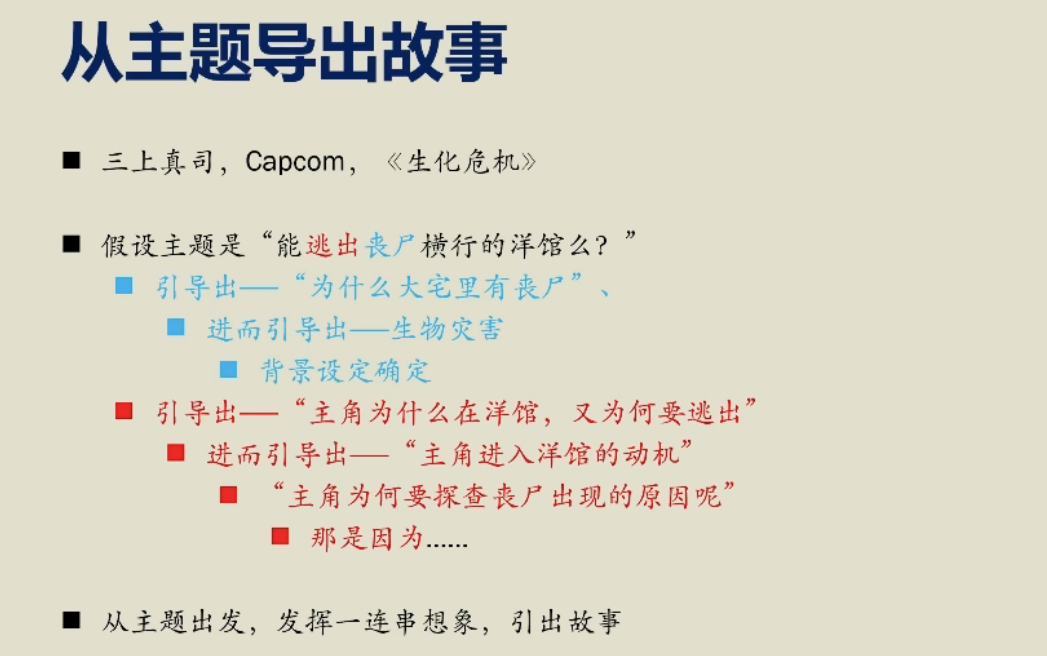 从主题导出故事
三上真司，Capcom，《生化危机》
假设主题是“能逃出丧尸横行的洋馆么？”
引导出——“为什么大宅里有丧尸”、
进而引导出——生物灾害
背景设定确定
引导出——“主角为什么在洋馆，又为何要逃出”
进而引导出——“主角进入洋馆的动机”
“主角为何要探查丧尸出现的原因呢”
那是因为……
从主题出发，发挥一连串想象，引出故事